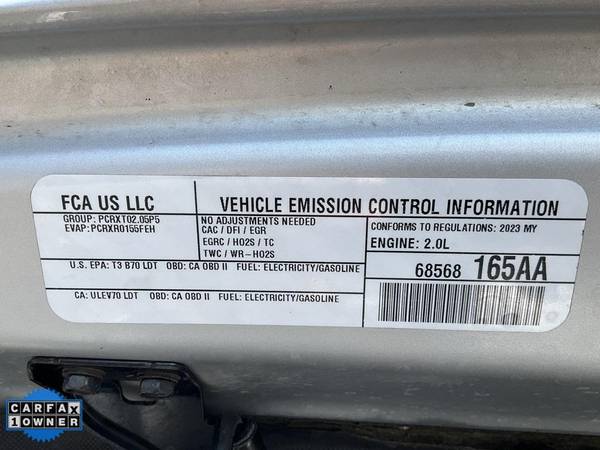 FCA US LLC
GROUP: PCRXT02.05P5
EVAP: PCRXR0155FEH
VEHICLE EMISSION CONTROL INFORMATION
NO ADJUSTMENTS NEEDED
CAC / DFI / EGR
EGRC / HO2S / TC
TWC / WR-HO2S
CONFORMS TO REGULATIONS: 2023 MY
ENGINE: 2.0L
U.S. EPA: T3 B70 LDT OBD: CA OBD II FUEL: ELECTRICITY/GASOLINE
68568 165AA
CA: ULEV70 LDT OBD: CA OBD II FUEL: ELECTRICITY/GASOLINE
CARFAX
1 OWNER